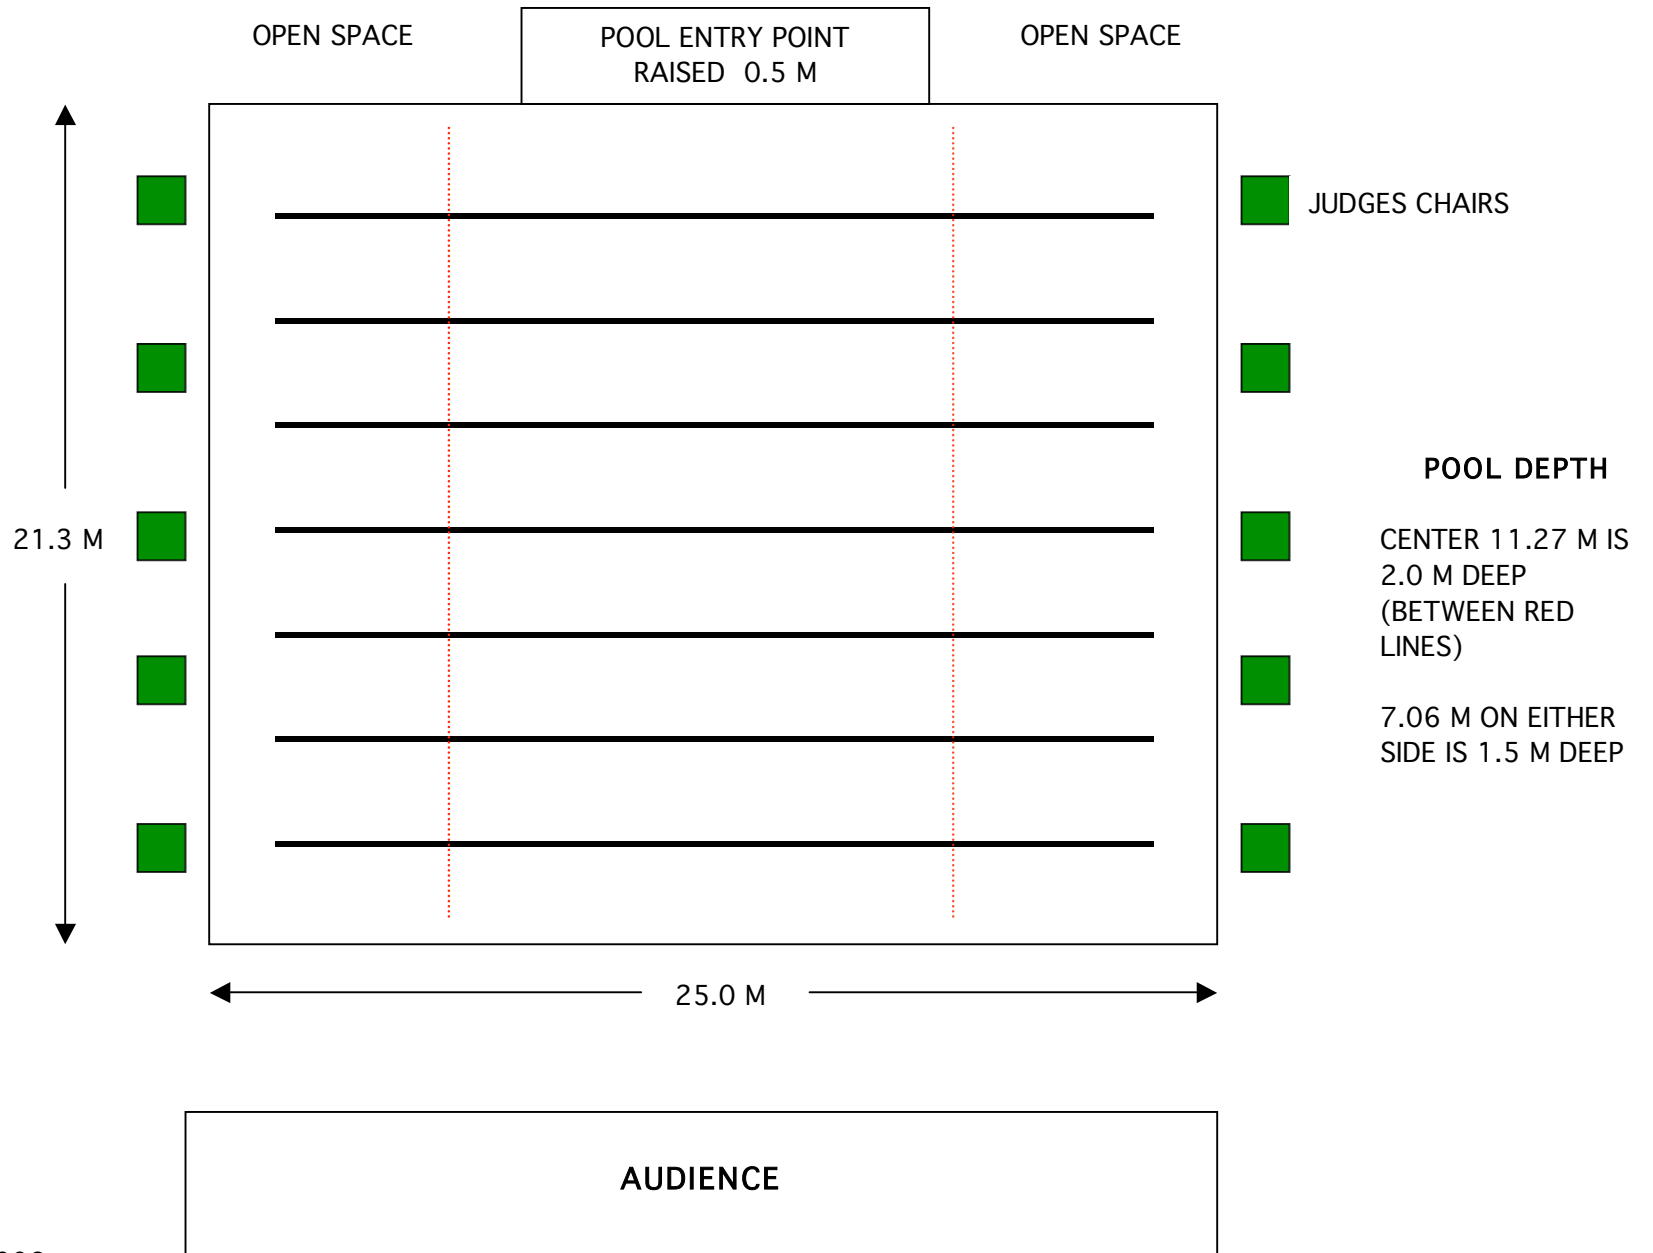 OPEN SPACE
POOL ENTRY POINT
RAISED 0.5 M
OPEN SPACE
JUDGES CHAIRS
POOL DEPTH
21.3 M
CENTER 11.27 M IS
2.0 M DEEP
(BETWEEN RED
LINES)
7.06 M ON EITHER
SIDE IS 1.5 M DEEP
25.0 M
AUDIENCE